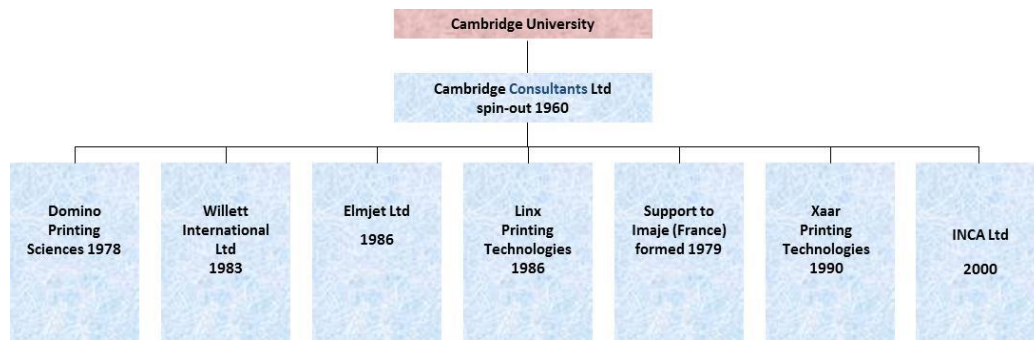 Cambridge University
Cambridge Consultants Ltd
spin-out 1960
Domino
Printing
Sciences 1978
Willett
International
Ltd
1983
Elmjet Ltd
1986
Linx
Printing
Technologies
1986
Support to
Imaje (France)
formed 1979
Xaar
Printing
Technologies
1990
INCA Ltd
2000